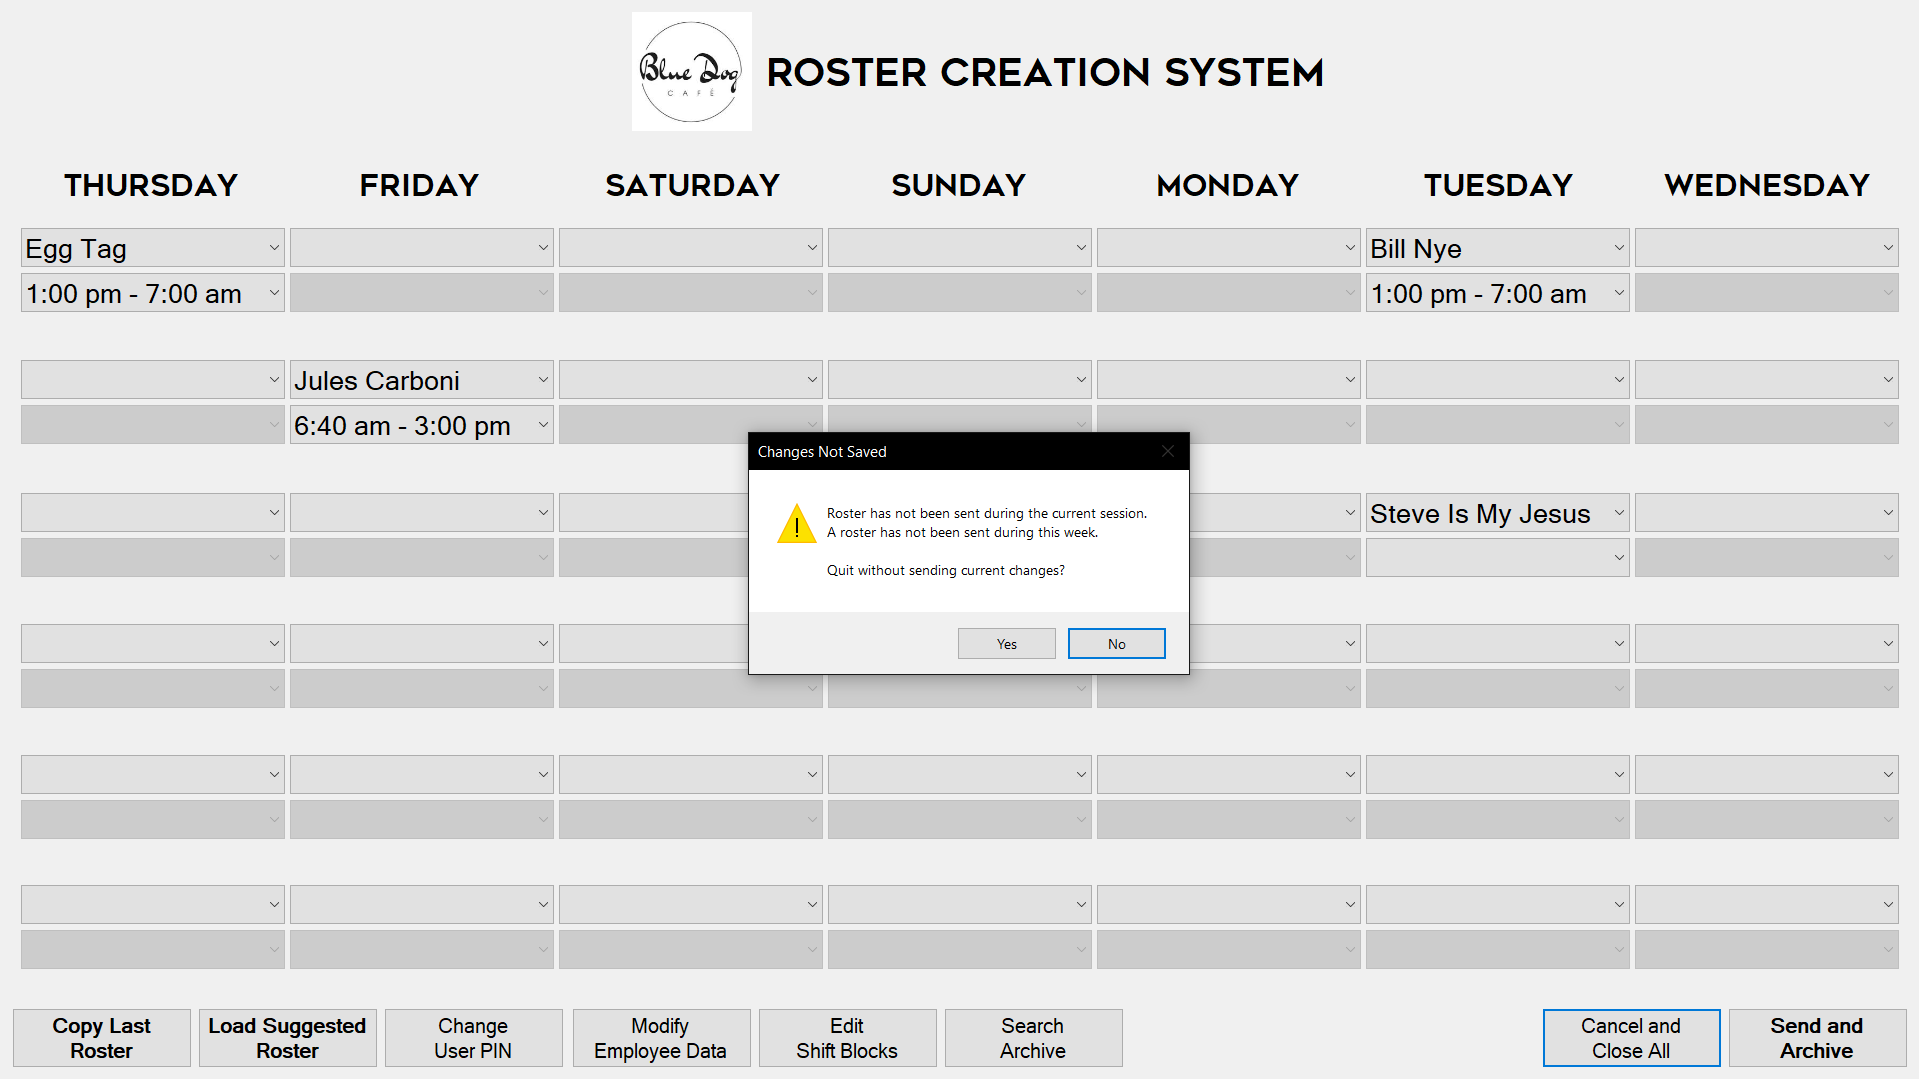 Blue Dog
CAFÉ
ROSTER CREATION SYSTEM
THURSDAY FRIDAY SATURDAY SUNDAY MONDAY TUESDAY WEDNESDAY
Egg Tag Bill Nye
1:00 pm - 7:00 am 1:00 pm - 7:00 am
Jules Carboni
6:40 am - 3:00 pm
Changes Not Saved
Steve Is My Jesus
Roster has not been sent during the current session.
A roster has not been sent during this week.
Quit without sending current changes?
Yes No
Copy Last
Roster
Load Suggested
Roster
Change
User PIN
Modify
Employee Data
Edit
Shift Blocks
Search
Archive
Cancel and
Close All
Send and
Archive